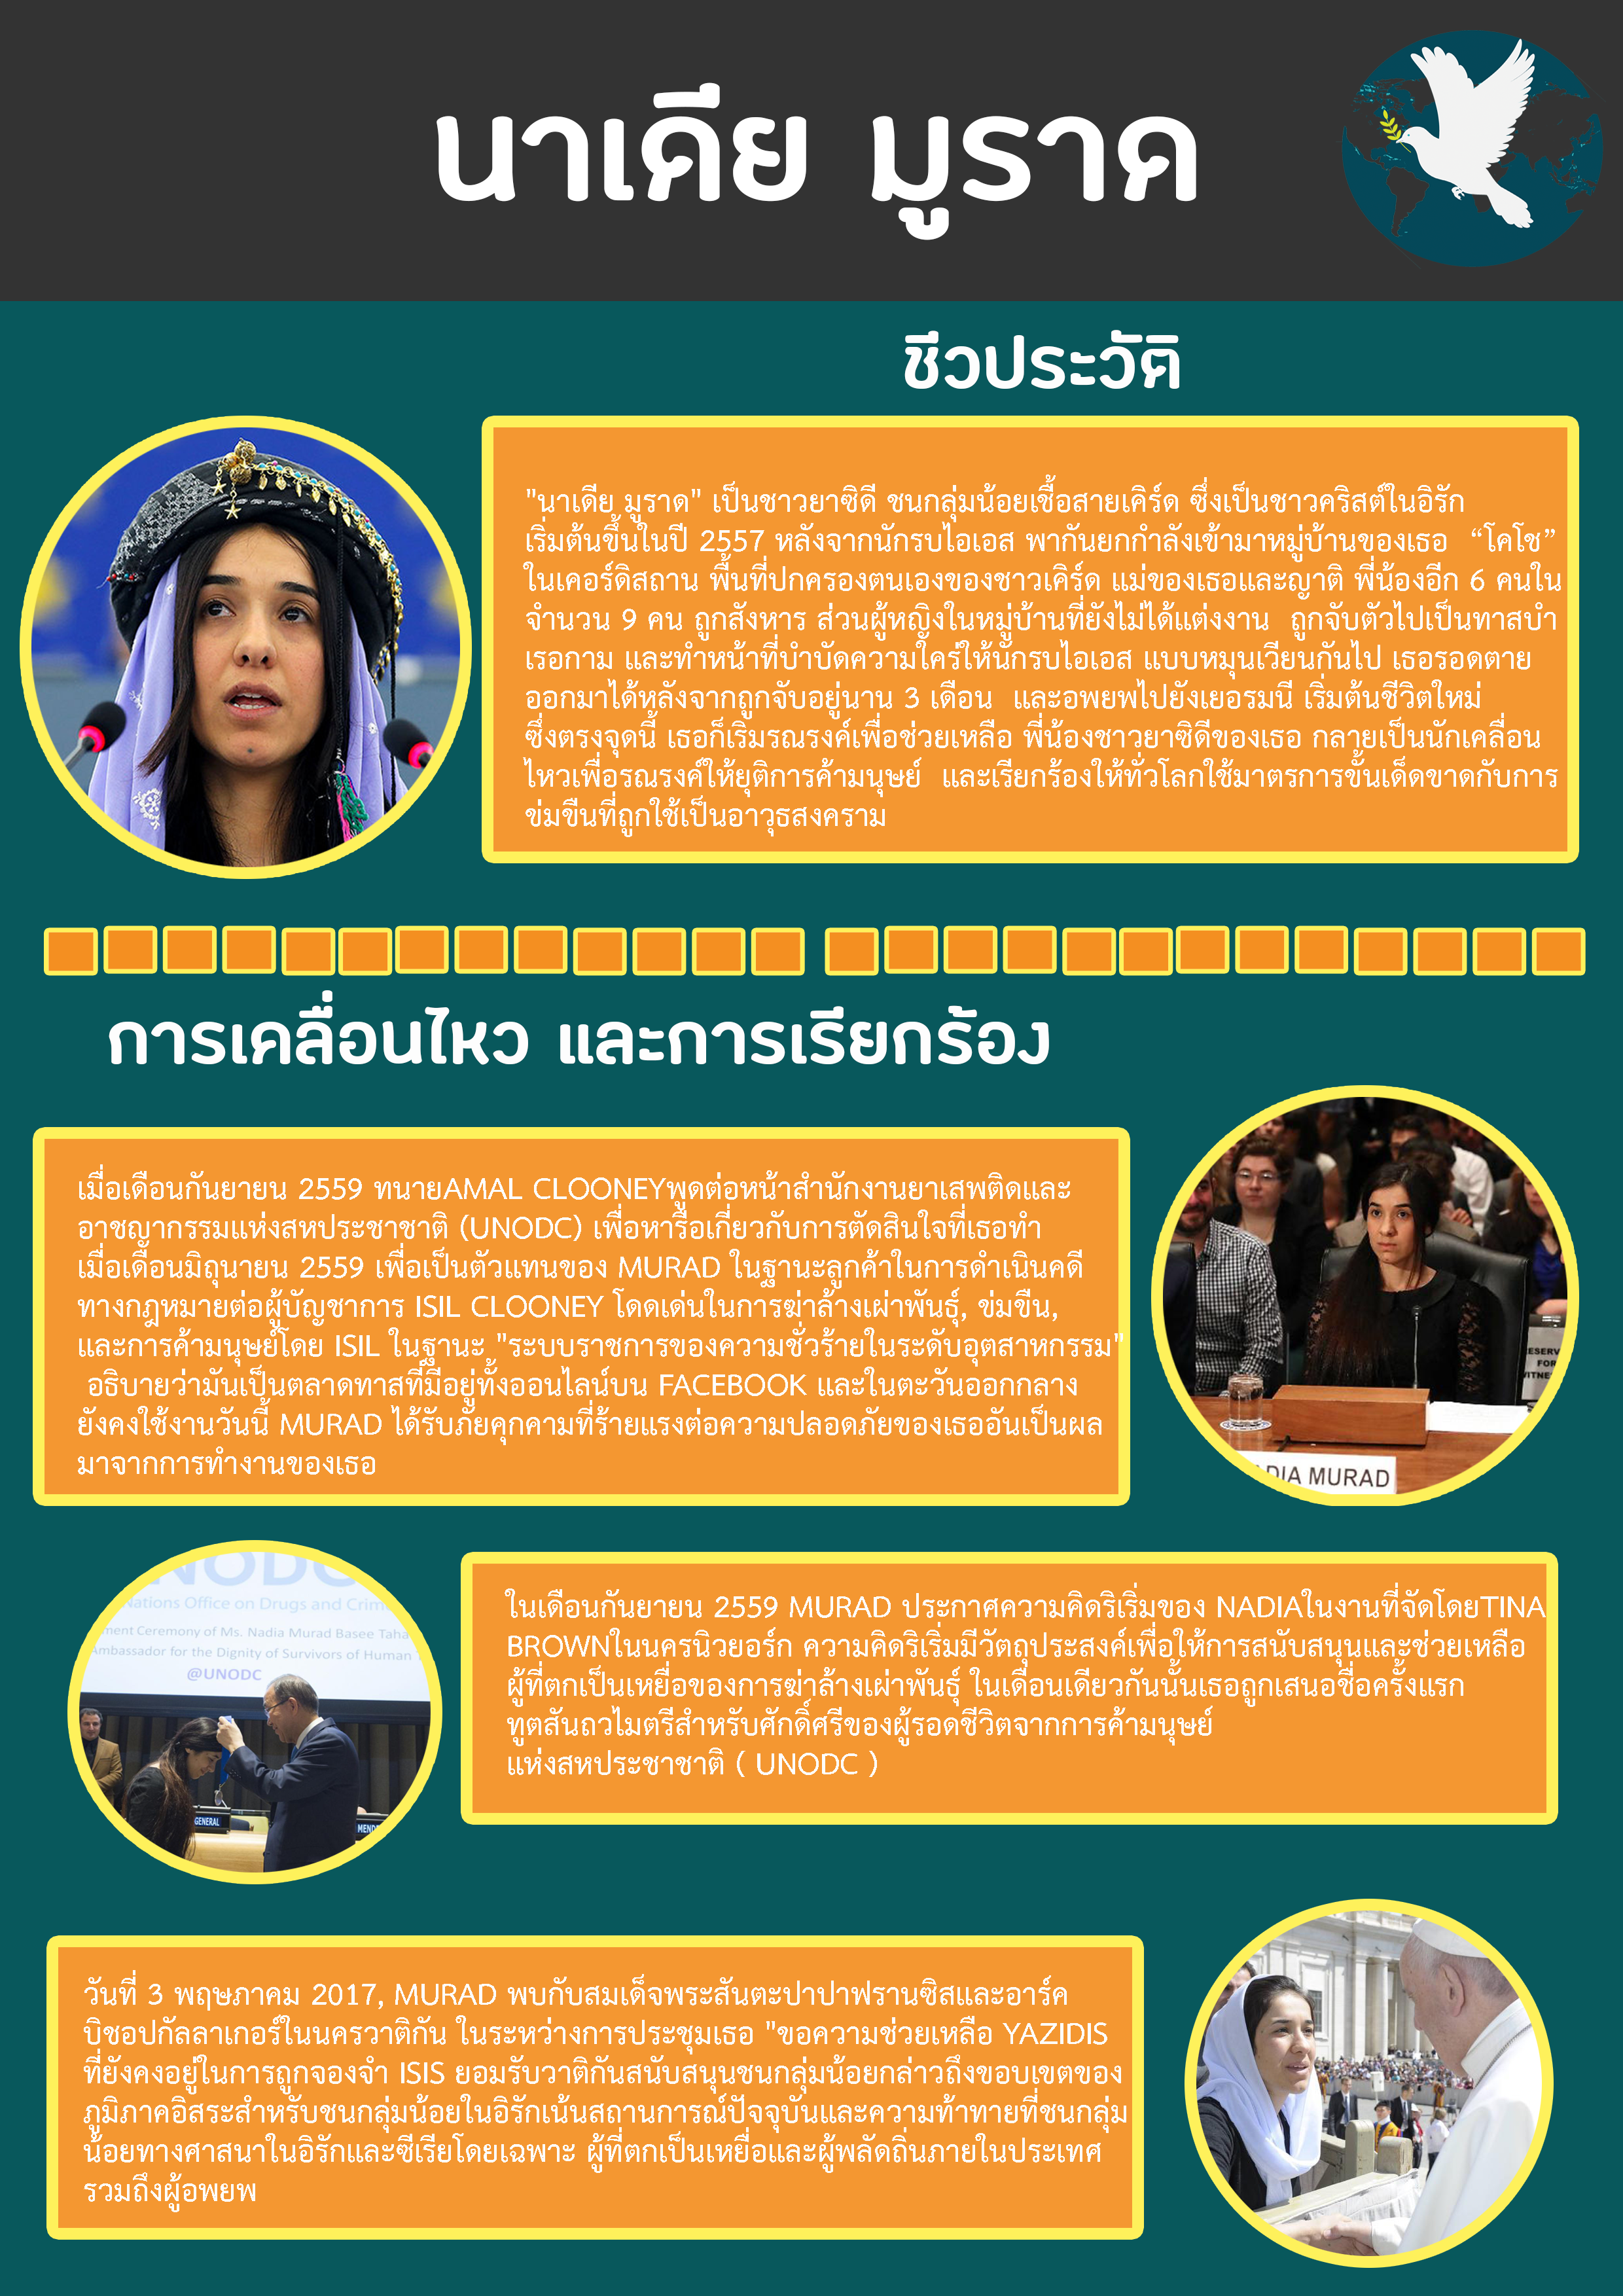 นาเดีย มูราด
ชีวประวัติ
"นาเดีย มูราด" เป็นชาวยาซิดี ชนกลุ่มน้อยเชื้อสายเคิร์ด ซึ่งเป็นชาวคริสต์ในอิรัก
เริ่มต้นขึ้นในปี 2557 หลังจากนักรบไอเอส พากันยกกำลังเข้ามาหมู่บ้านของเธอ “โคโช”
ในเคอร์ดิสถาน พื้นที่ปกครองตนเองของชาวเคิร์ด แม่ของเธอและญาติ พี่น้องอีก 6 คนใน
จำนวน 9 คน ถูกสังหาร ส่วนผู้หญิงในหมู่บ้านที่ยังไม่ได้แต่งงาน ถูกจับตัวไปเป็นทาสบำ
เรอกาม และทำหน้าที่บำบัดความใคร่ให้นักรบไอเอส แบบหมุนเวียนกันไป เธอรอดตาย
ออกมาได้หลังจากถูกจับอยู่นาน 3 เดือน และอพยพไปยังเยอรมนี เริ่มต้นชีวิตใหม่
ซึ่งตรงจุดนี้ เธอก็เริ่มรณรงค์เพื่อช่วยเหลือ พี่น้องชาวยาซิดีของเธอ กลายเป็นนักเคลื่อน
ไหวเพื่อรณรงค์ให้ยุติการค้ามนุษย์ และเรียกร้องให้ทั่วโลกใช้มาตรการขั้นเด็ดขาดกับการ
ข่มขืนที่ถูกใช้เป็นอาวุธสงคราม
การเคลื่อนไหว และการเรียกร้อง
เมื่อเดือนกันยายน 2559 ทนายAMAL CLOONEYพูดต่อหน้าสำนักงานยาเสพติดและ
อาชญากรรมแห่งสหประชาชาติ (UNODC) เพื่อหารือเกี่ยวกับการตัดสินใจที่เธอทำ
เมื่อเดือนมิถุนายน 2559 เพื่อเป็นตัวแทนของ MURAD ในฐานะลูกค้าในการดำเนินคดี
ทางกฎหมายต่อผู้บัญชาการ ISIL CLOONEY โดดเด่นในการฆ่าล้างเผ่าพันธุ์, ข่มขืน,
และการค้ามนุษย์โดย ISIL ในฐานะ "ระบบราชการของความชั่วร้ายในระดับอุตสาหกรรม"
อธิบายว่ามันเป็นตลาดทาสที่มีอยู่ทั้งออนไลน์บน FACEBOOK และในตะวันออกกลาง
ยังคงใช้งานวันนี้ MURAD ได้รับภัยคุกคามที่ร้ายแรงต่อความปลอดภัยของเธออันเป็นผล
มาจากการทำงานของเธอ
RESERV
FOR
ITNE
DIA MURAD
NODC
Nations Office on Drugs and Crim
ment Ceremony of Ms. Nadia Murad Basee Taha
Ambassador for the Dignity of Survivors of Human
@UNODC
GENERAL
MEND
ในเดือนกันยายน 2559 MURAD ประกาศความคิดริเริ่มของ NADIAในงานที่จัดโดยTINA
BROWNในนครนิวยอร์ก ความคิดริเริ่มมีวัตถุประสงค์เพื่อให้การสนับสนุนและช่วยเหลือ
ผู้ที่ตกเป็นเหยื่อของการฆ่าล้างเผ่าพันธุ์ ในเดือนเดียวกันนั้นเธอถูกเสนอชื่อครั้งแรก
ทูตสันถวไมตรีสำหรับศักดิ์ศรีของผู้รอดชีวิตจากการค้ามนุษย์
แห่งสหประชาชาติ ( UNODC )
วันที่ 3 พฤษภาคม 2017, MURAD พบกับสมเด็จพระสันตะปาปาฟรานซิสและอาร์ค
บิชอปกัลลาเกอร์ในนครวาติกัน ในระหว่างการประชุมเธอ "ขอความช่วยเหลือ YAZIDIS
ที่ยังคงอยู่ในการถูกจองจำ ISIS ยอมรับวาติกันสนับสนุนชนกลุ่มน้อยกล่าวถึงขอบเขตของ
ภูมิภาคอิสระสำหรับชนกลุ่มน้อยในอิรักเน้นสถานการณ์ปัจจุบันและความท้าทายที่ชนกลุ่ม
น้อยทางศาสนาในอิรักและซีเรียโดยเฉพาะ ผู้ที่ตกเป็นเหยื่อและผู้พลัดถิ่นภายในประเทศ
รวมถึงผู้อพยพ